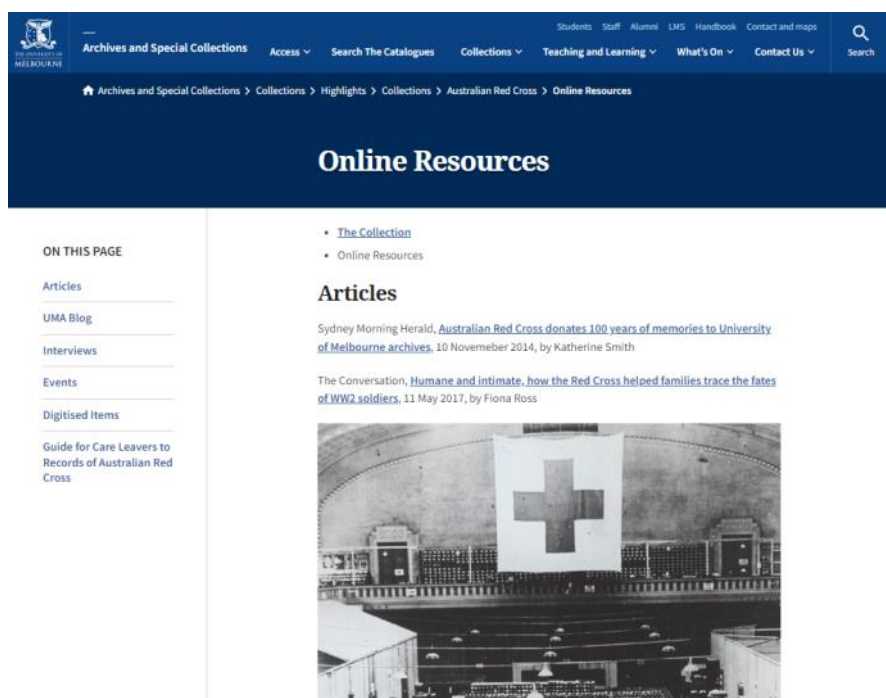 Students Staff Alumni LMS Handbook Contact and maps
THE UNIVERSITY OF
MELBOURNE
Archives and Special Collections
Access Search The Catalogues Collections Teaching and Learning What's On Contact Us
Search
Archives and Special Collections > Collections > Highlights > Collections > Australian Red Cross > Online Resources
Online Resources
ON THIS PAGE
Articles
UMA Blog
Interviews
Events
Digitised Items
Guide for Care Leavers to
Records of Australian Red
Cross
• The Collection
• Online Resources
Articles
Sydney Morning Herald, Australian Red Cross donates 100 years of memories to University
of Melbourne archives, 10 Novemeber 2014, by Katherine Smith
The Conversation, Humane and intimate, how the Red Cross helped families trace the fates
of WW2 soldiers, 11 May 2017, by Fiona Ross